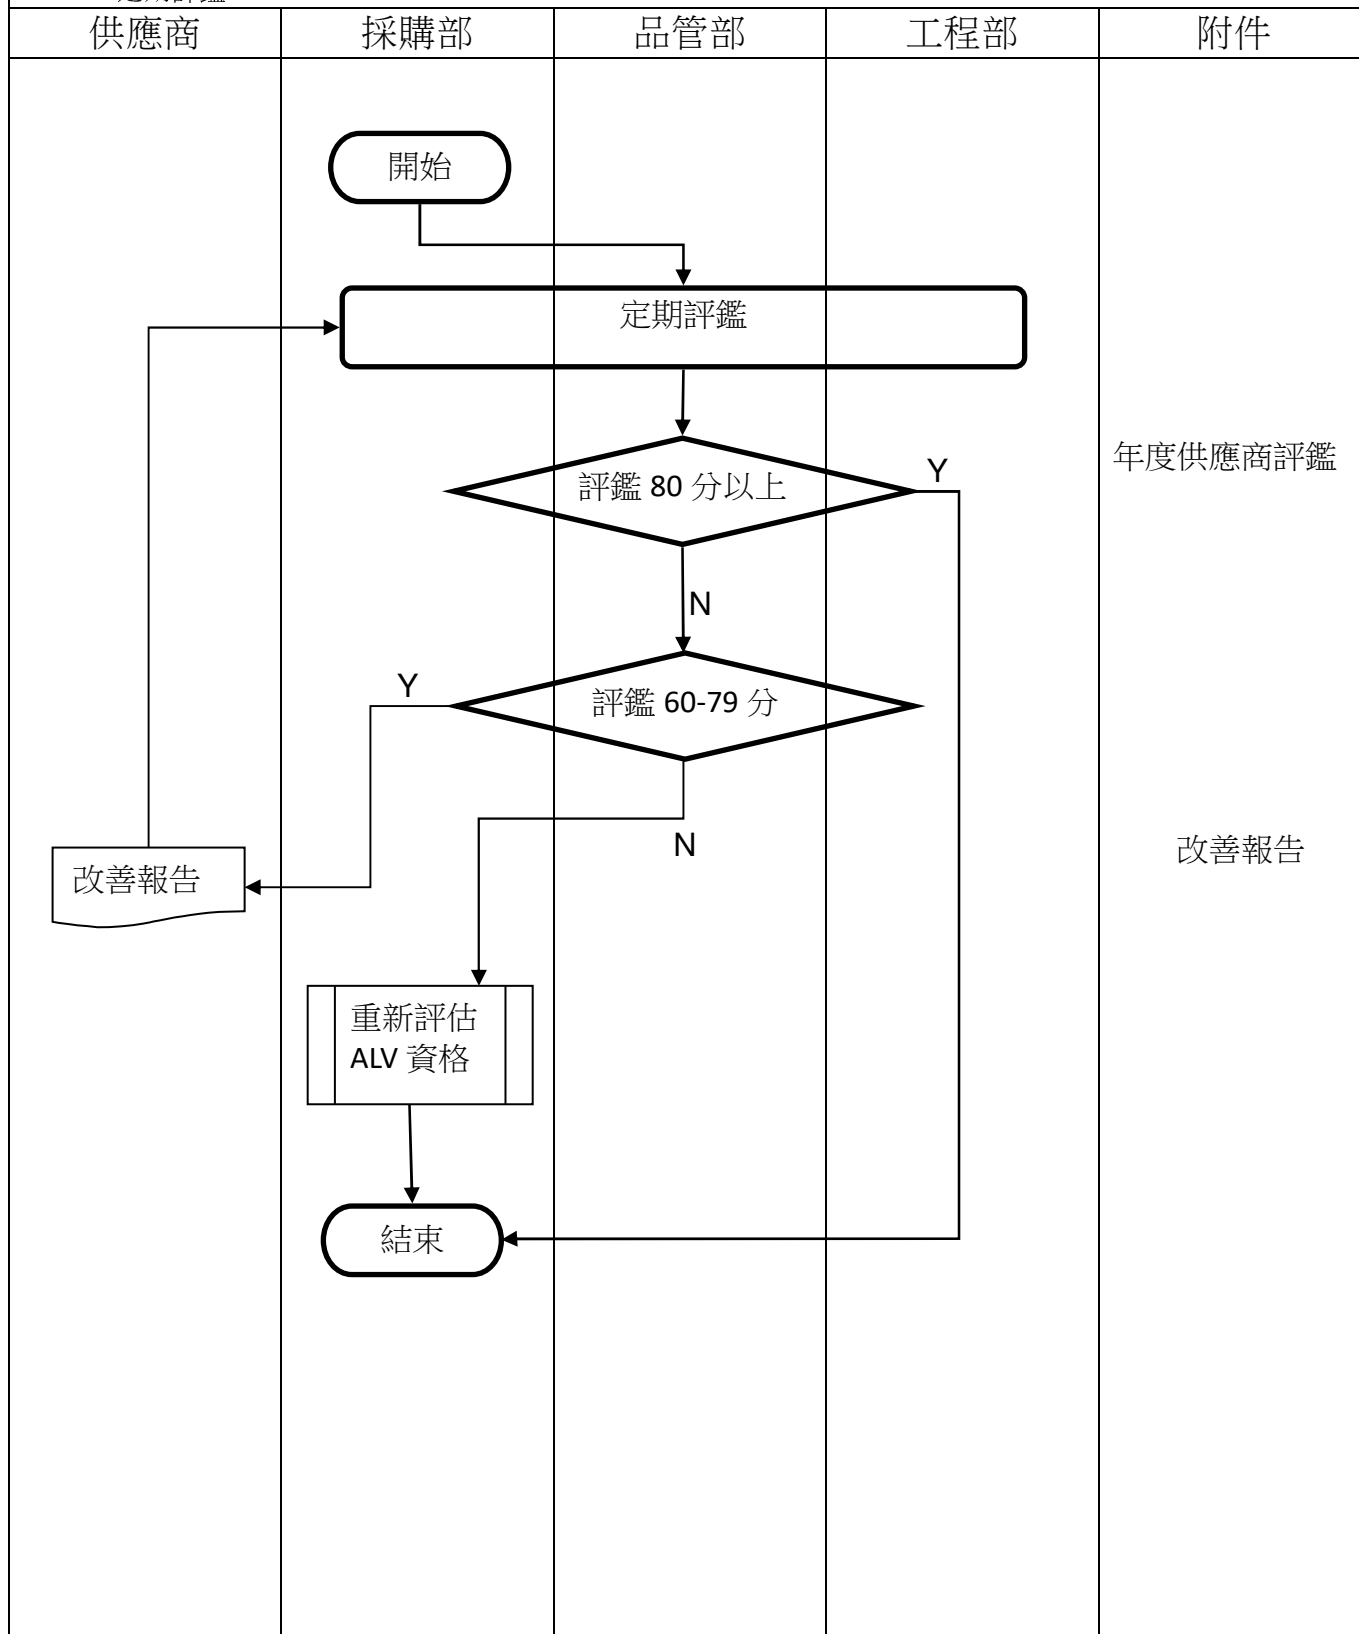 供應商
採購部
品管部
工程部
附件
開始
定期評鑑
年度供應商評鑑
評鑑 80 分以上
Y
N
Y
評鑑 60-79 分
N
改善報告
改善報告
重新評估
ALV 資格
結束